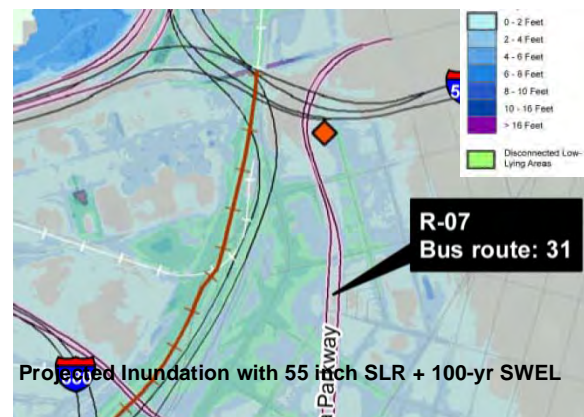 0 - 2 Feet
2 - 4 Feet
4 - 6 Feet
6 - 8 Feet
8 - 10 Feet
10 - 16 Feet
> 16 Feet
Disconnected Low-
Lying Areas
5
R-07
Bus route: 31
Parkway
Projected Inundation with 55 inch SLR + 100-yr SWEL